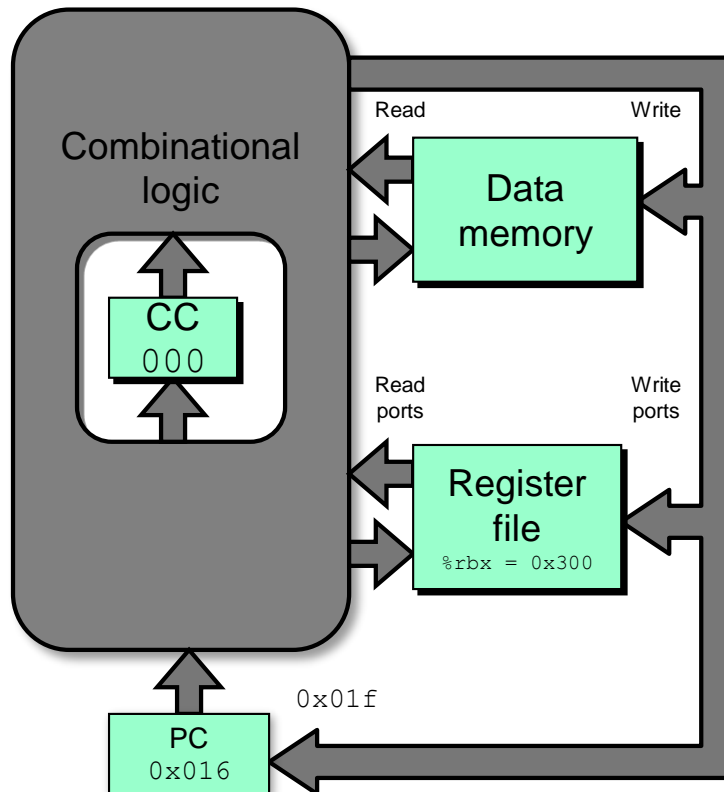 Read
Write
Combinational
logic
Data
memory
CC
000
Read
ports
Write
ports
Register
file
%rbx = 0x300
0x01f
PC
0x016